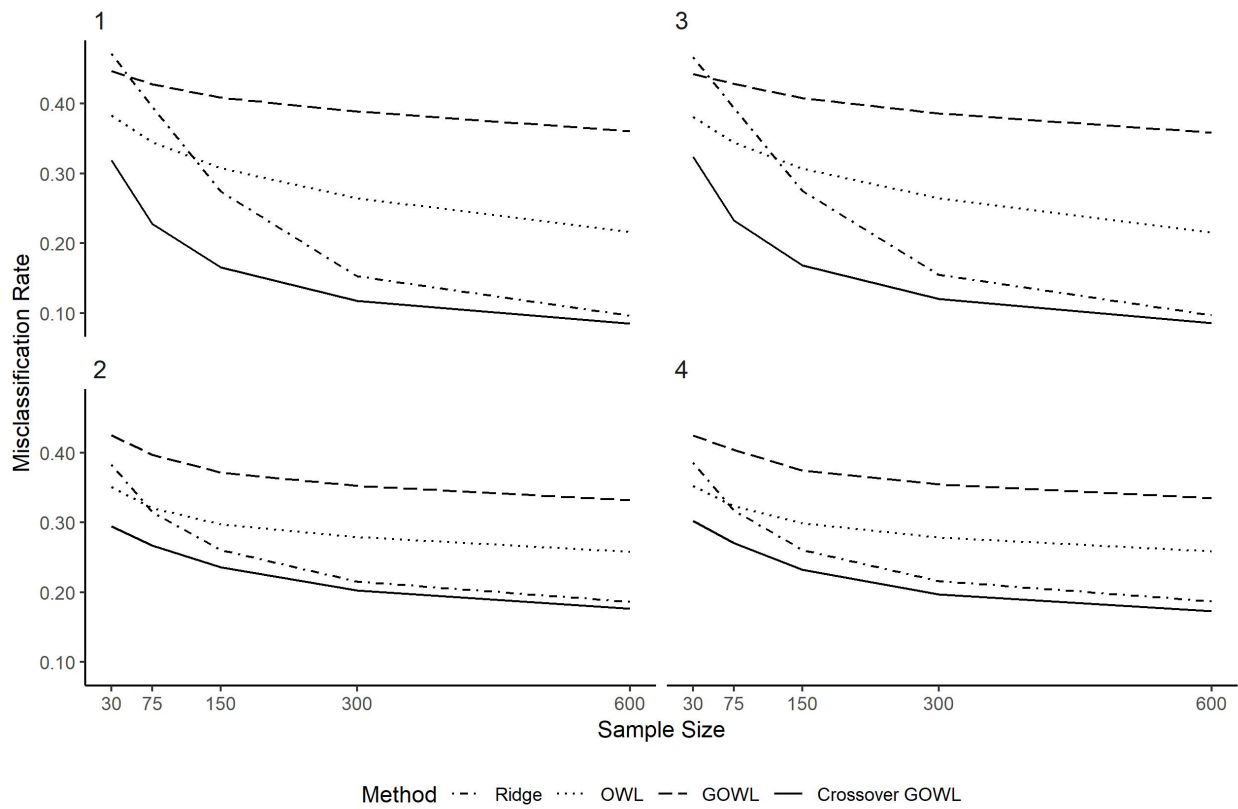 1
3
0.40
0.30
0.20
0.10
2
4
0.40
0.30
0.20
0.10
Misclassification Rate
30 75 150 300 600
30 75 150 300 600
Sample Size
Method Ridge OWL GOWL Crossover GOWL